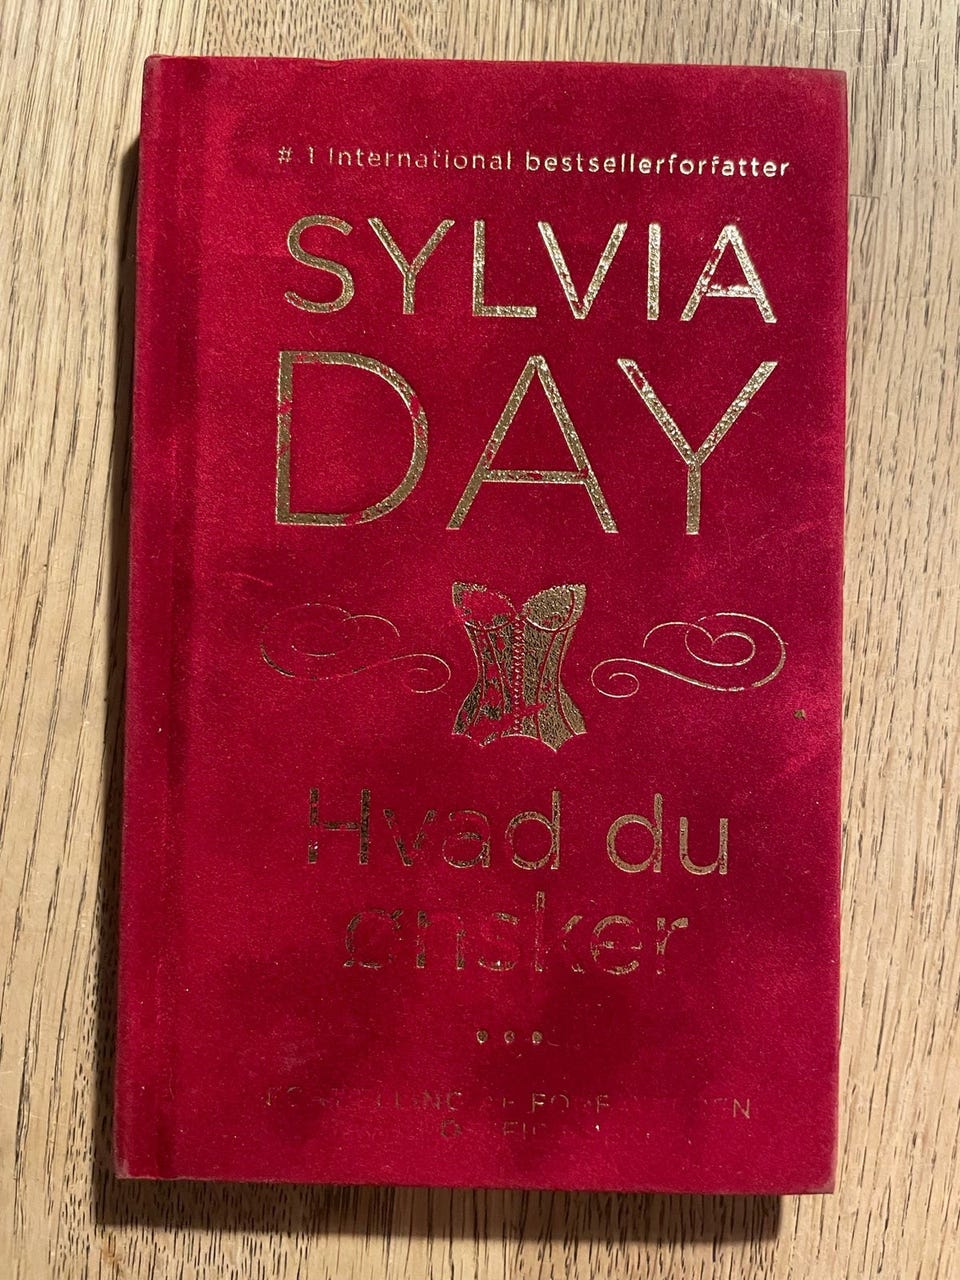 # 1 International bestsellerforfatter
SYLVIA
DAY
Hvad du
ønsker
...